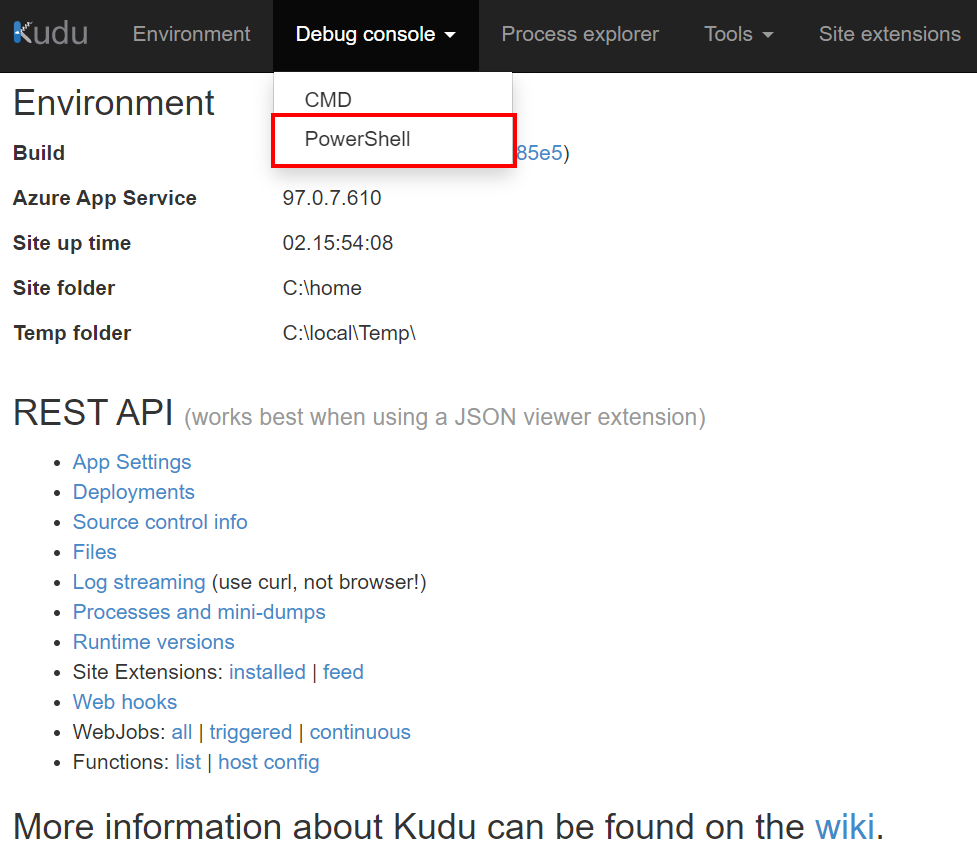 Kudu Environment Debug console Process explorer Tools Site extensions
CMD
PowerShell
Environment
Build 85e5)
Azure App Service 97.0.7.610
Site up time 02.15:54:08
Site folder C:\home
Temp folder C:\local\Temp\
REST API (works best when using a JSON viewer extension)
• App Settings
• Deployments
• Source control info
• Files
• Log streaming (use curl, not browser!)
• Processes and mini-dumps
• Runtime versions
• Site Extensions: installed | feed
• Web hooks
• WebJobs: all | triggered | continuous
• Functions: list | host config
More information about Kudu can be found on the wiki.